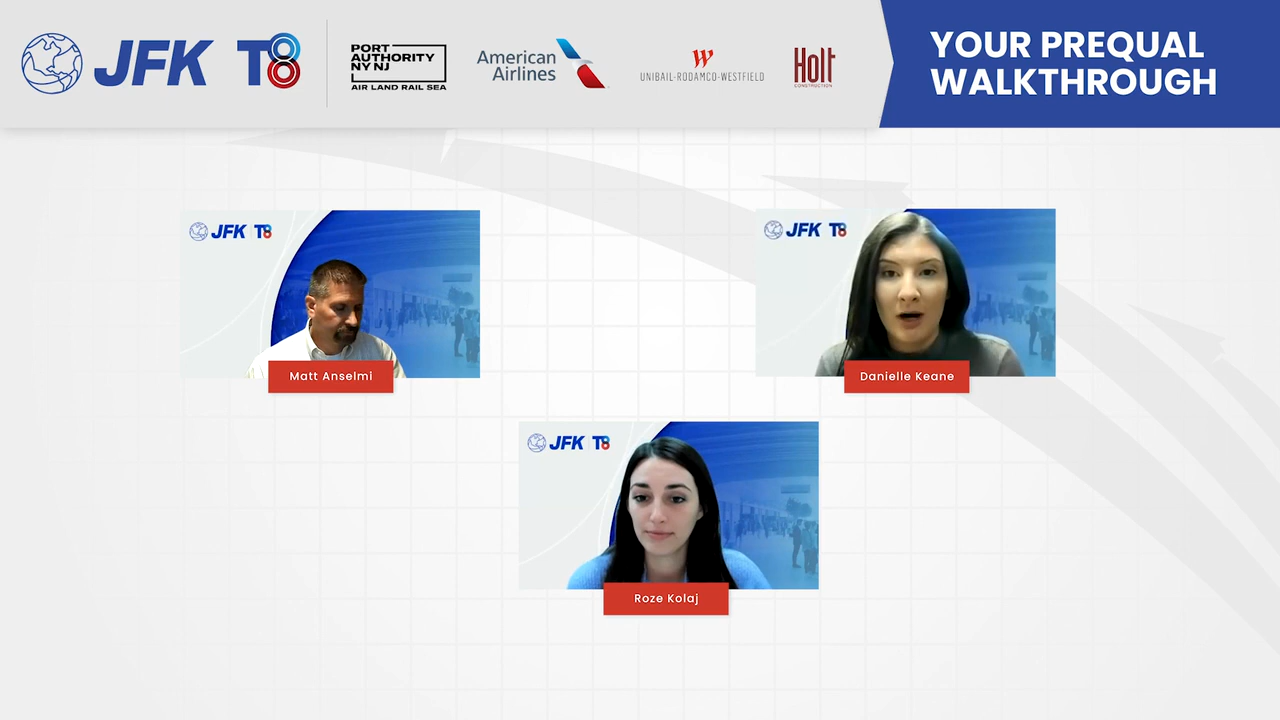 JFK T8
PORT
AUTHORITY
NY NJ
AIR LAND RAIL SEA
American
Airlines
UNIBAIL-RODAMCO-WESTFIELD
Holt
CONSTRUCTION
YOUR PREQUAL
WALKTHROUGH
JFK T8
Matt Anselmi
JFK T8
Danielle Keane
JFK T8
Roze Kolaj